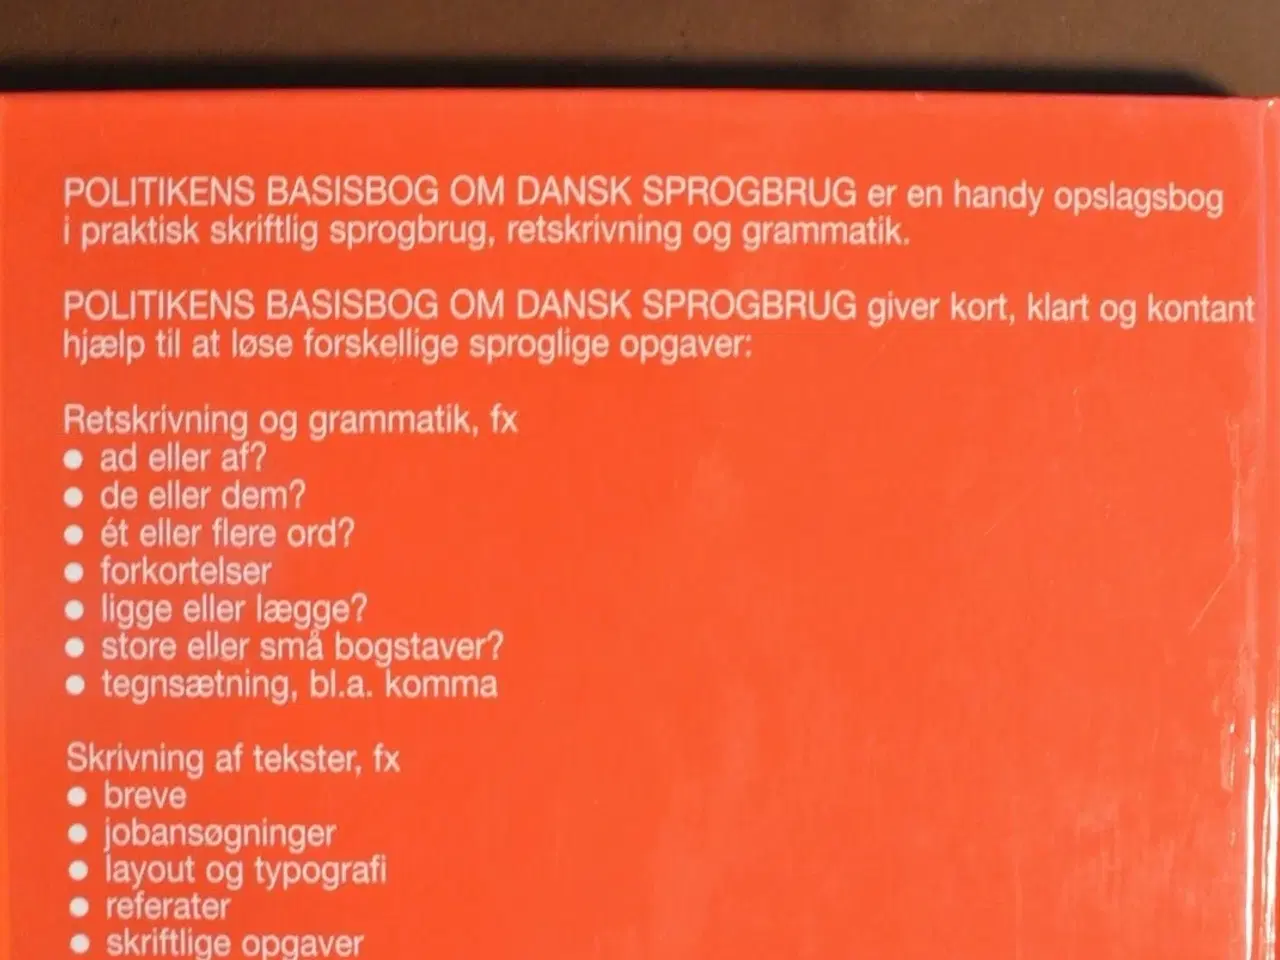 POLITIKENS BASISBOG OM DANSK SPROGBRUG er en handy opslagsbog
i praktisk skriftlig sprogbrug, retskrivning og grammatik.
POLITIKENS BASISBOG OM DANSK SPROGBRUG giver kort, klart og kontant
hjælp til at løse forskellige sproglige opgaver:
Retskrivning og grammatik, fx
● ad eller af?
● de eller dem?
● ét eller flere ord?
● forkortelser
● ligge eller lægge?
● store eller små bogstaver?
● tegnsætning, bl.a. komma
Skrivning af tekster, fx
● breve
● jobansøgninger
● layout og typografi
● referater
● skriftlige opgaver